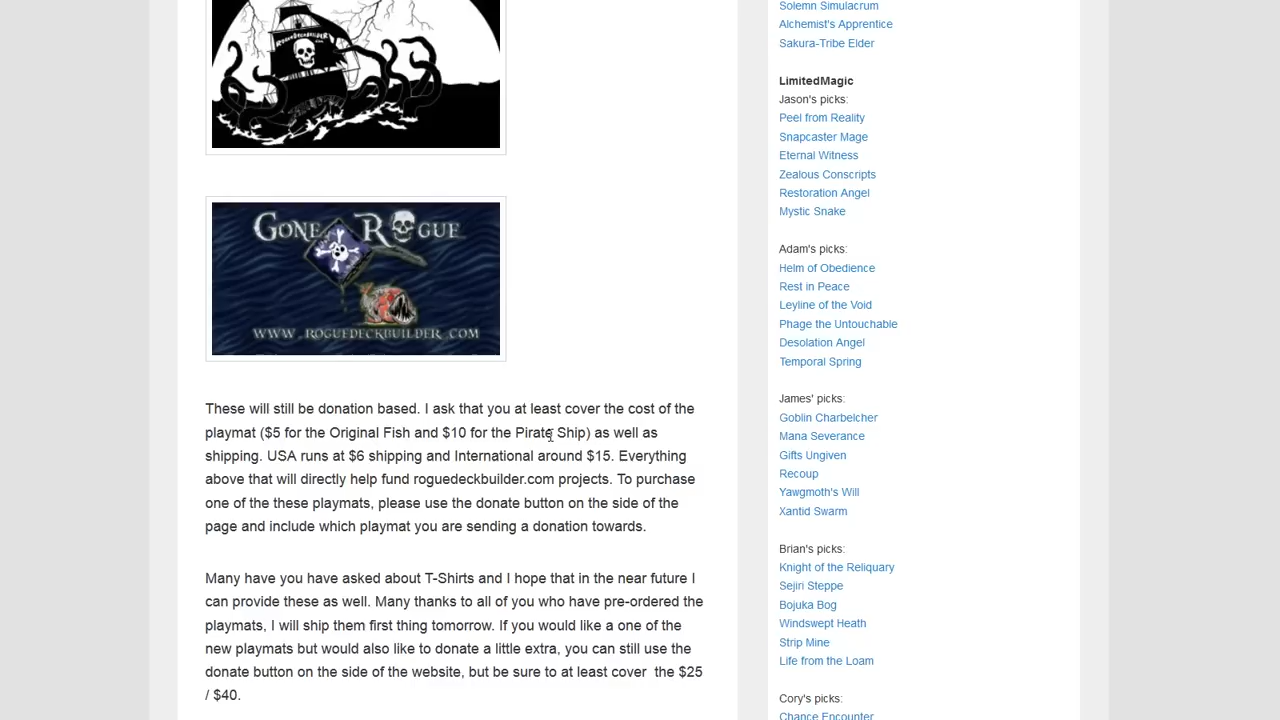 ROGUEDECKBUILDER
GONE ROGUE
WWW.ROGUEDECKBUILDER.COM
These will still be donation based. I ask that you at least cover the cost of the
playmat ($5 for the Original Fish and $10 for the Pirate Ship) as well as
shipping. USA runs at $6 shipping and International around $15. Everything
above that will directly help fund roguedeckbuilder.com projects. To purchase
one of the these playmats, please use the donate button on the side of the
page and include which playmat you are sending a donation towards.
Many have you have asked about T-Shirts and I hope that in the near future I
can provide these as well. Many thanks to all of you who have pre-ordered the
playmats, I will ship them first thing tomorrow. If you would like a one of the
new playmats but would also like to donate a little extra, you can still use the
donate button on the side of the website, but be sure to at least cover  the $25
/ $40.
Solemn Simulacrum
Alchemist's Apprentice
Sakura-Tribe Elder
LimitedMagic
Jason's picks:
Peel from Reality
Snapcaster Mage
Eternal Witness
Zealous Conscripts
Restoration Angel
Mystic Snake
Adam's picks:
Helm of Obedience
Rest in Peace
Leyline of the Void
Phage the Untouchable
Desolation Angel
Temporal Spring
James' picks:
Goblin Charbelcher
Mana Severance
Gifts Ungiven
Recoup
Yawgmoth's Will
Xantid Swarm
Brian's picks:
Knight of the Reliquary
Sejiri Steppe
Bojuka Bog
Windswept Heath
Strip Mine
Life from the Loam
Cory's picks:
Chance Encounter